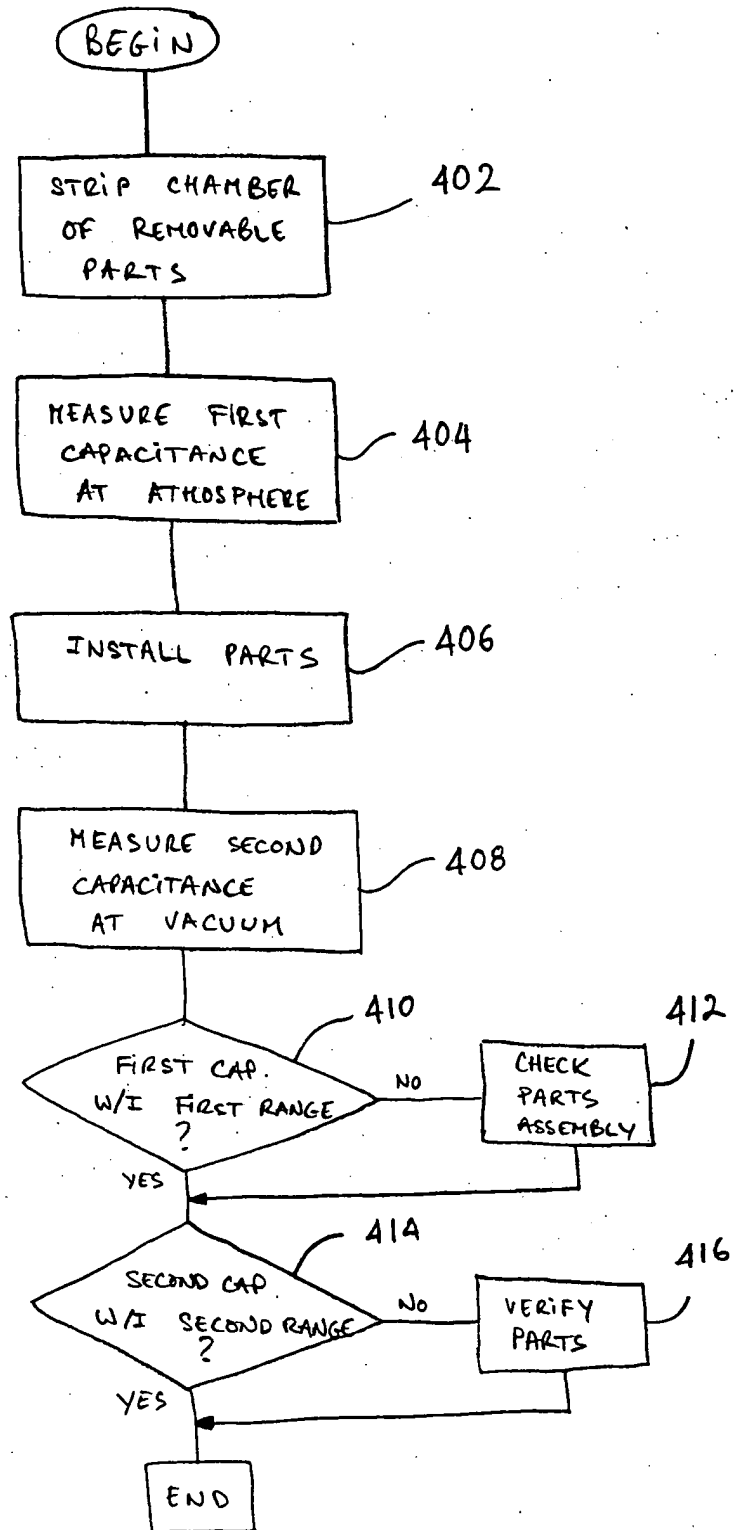 BEGIN
STRIP CHAMBER
OF REMOVABLE
PARTS
402
MEASURE FIRST
CAPACITANCE
AT ATMOSPHERE
404
INSTALL PARTS
406
MEASURE SECOND
CAPACITANCE
AT VACUUM
408
410
FIRST CAP.
W/I FIRST RANGE
?
NO
412
CHECK
PARTS
ASSEMBLY
YES
414
SECOND CAP
W/I SECOND RANGE
?
NO
416
VERIFY
PARTS
YES
END